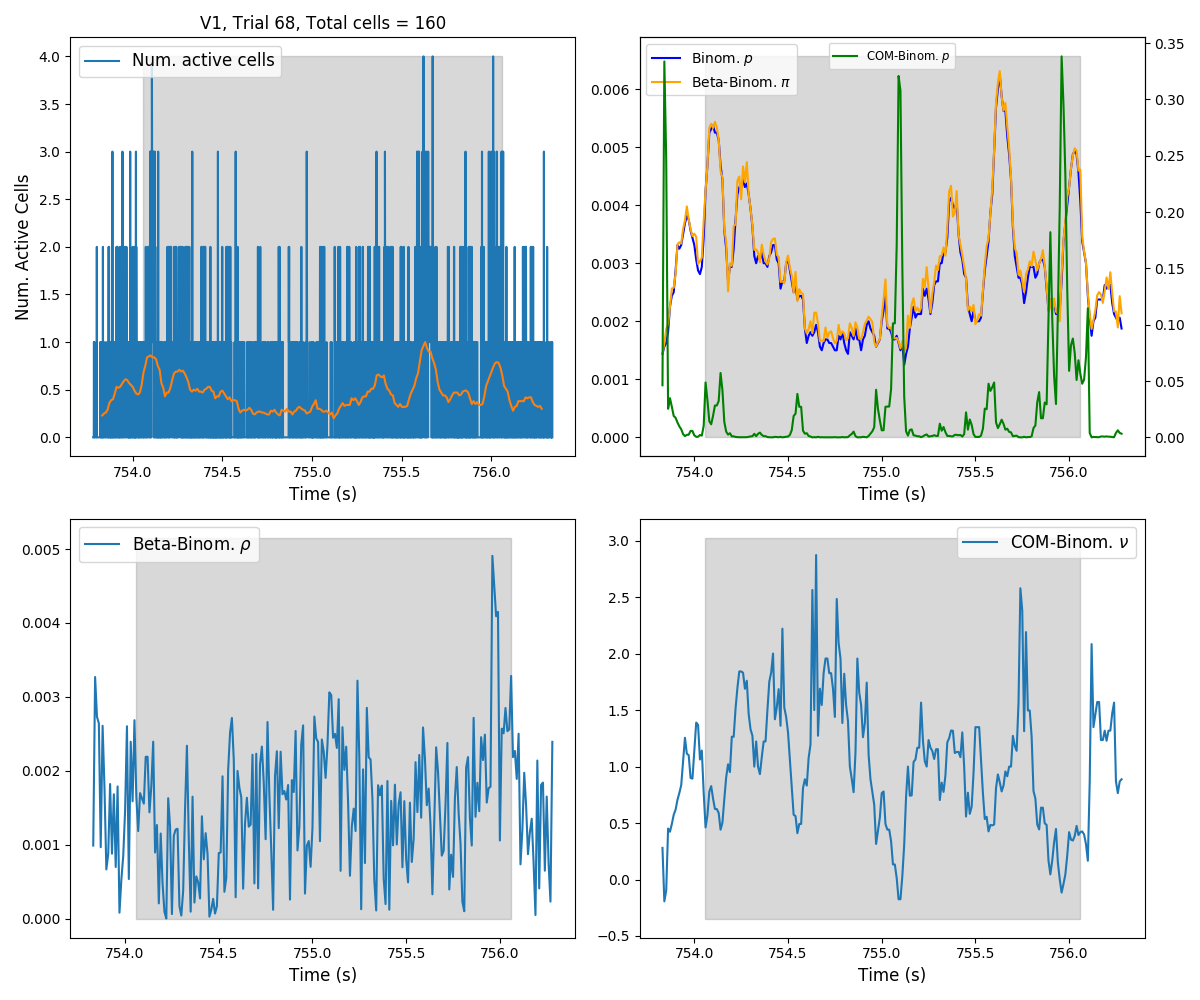 V1, Trial 68, Total cells = 160
Num. active cells
Num. Active Cells
4.0
3.5
3.0
2.5
2.0
1.5
1.0
0.5
0.0
754.0 754.5 755.0 755.5 756.0
Time (s)
Binom. p
Beta-Binom. π
COM-Binom. p
0.006
0.005
0.004
0.003
0.002
0.001
0.000
0.35
0.30
0.25
0.20
0.15
0.10
0.05
0.00
754.0 754.5 755.0 755.5 756.0
Time (s)
Beta-Binom. ρ
0.005
0.004
0.003
0.002
0.001
0.000
754.0 754.5 755.0 755.5 756.0
Time (s)
COM-Binom. ν
3.0
2.5
2.0
1.5
1.0
0.5
0.0
−0.5
754.0 754.5 755.0 755.5 756.0
Time (s)